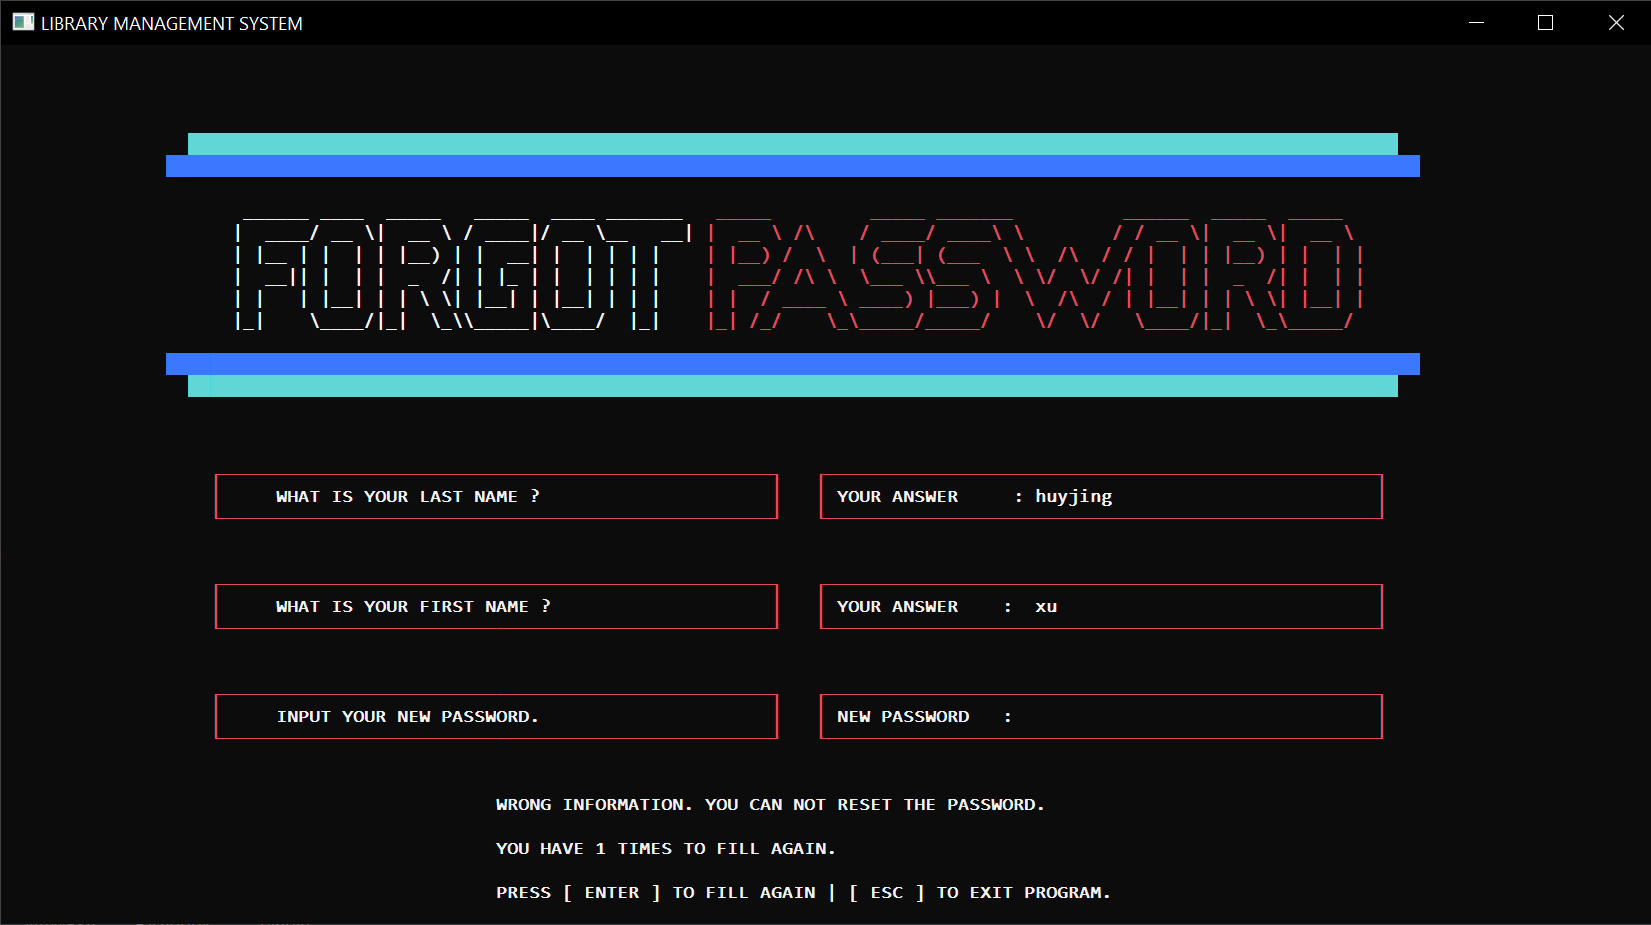 LIBRARY MANAGEMENT SYSTEM
FORGOT PASSWORD
WHAT IS YOUR LAST NAME ?
YOUR ANSWER : huyjing
WHAT IS YOUR FIRST NAME ?
YOUR ANSWER : xu
INPUT YOUR NEW PASSWORD.
NEW PASSWORD :
WRONG INFORMATION. YOU CAN NOT RESET THE PASSWORD.
YOU HAVE 1 TIMES TO FILL AGAIN.
PRESS [ ENTER ] TO FILL AGAIN | [ ESC ] TO EXIT PROGRAM.